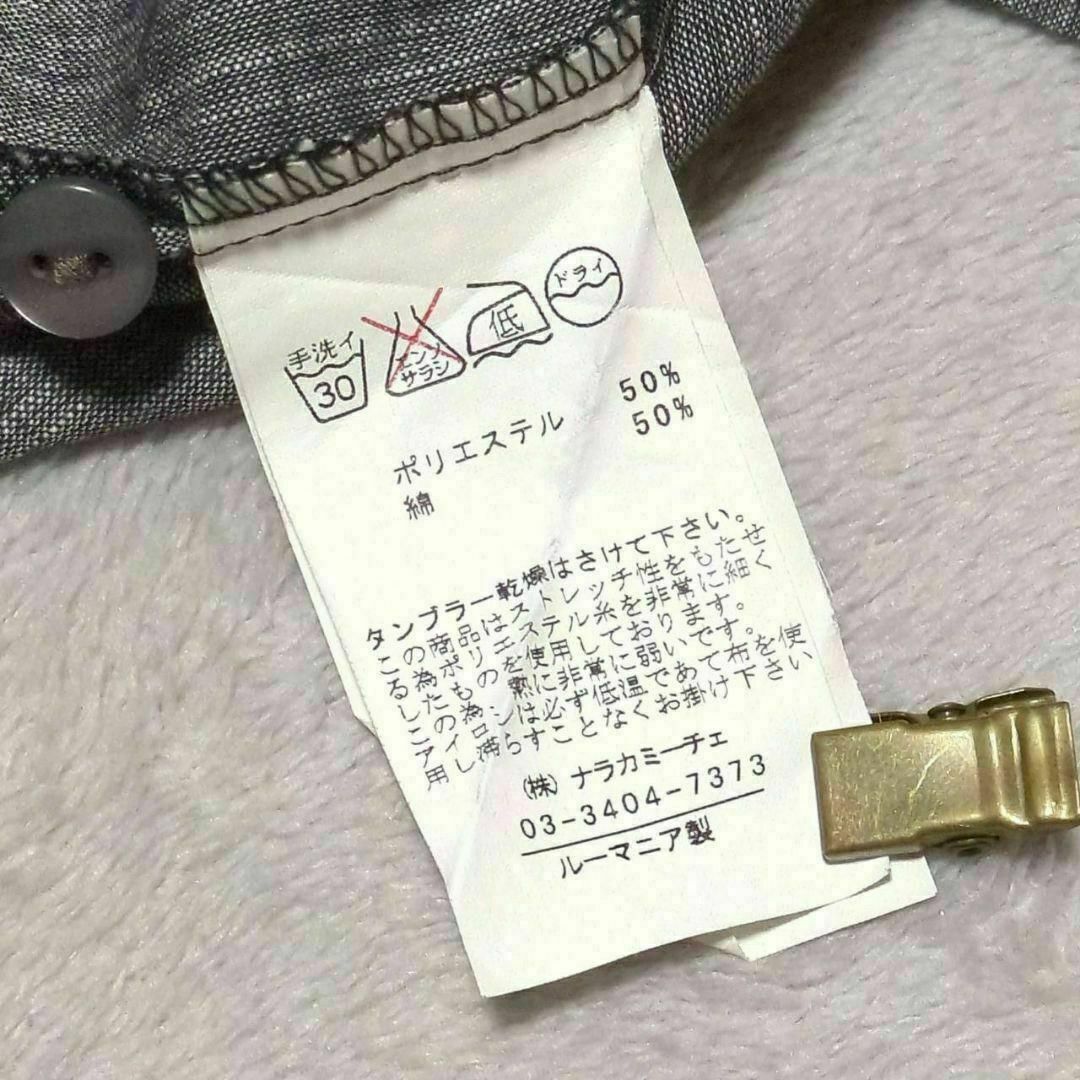 手洗イ
30
エンソ
サラシ
低
ドライ
ポリエステル 50%
綿 50%
タンブラー乾燥はさけて下さい。
この商品はストレッチ性をもたせ
る為ポリエステル糸を非常に細く
したものを使用しております。
ニの為熱に非常に弱いです。
アイロンは必ず低温であて布を使
用し滞らすことなくお掛け下さい
(株) ナラカミーチェ
03-3404-7373
ルーマニア製